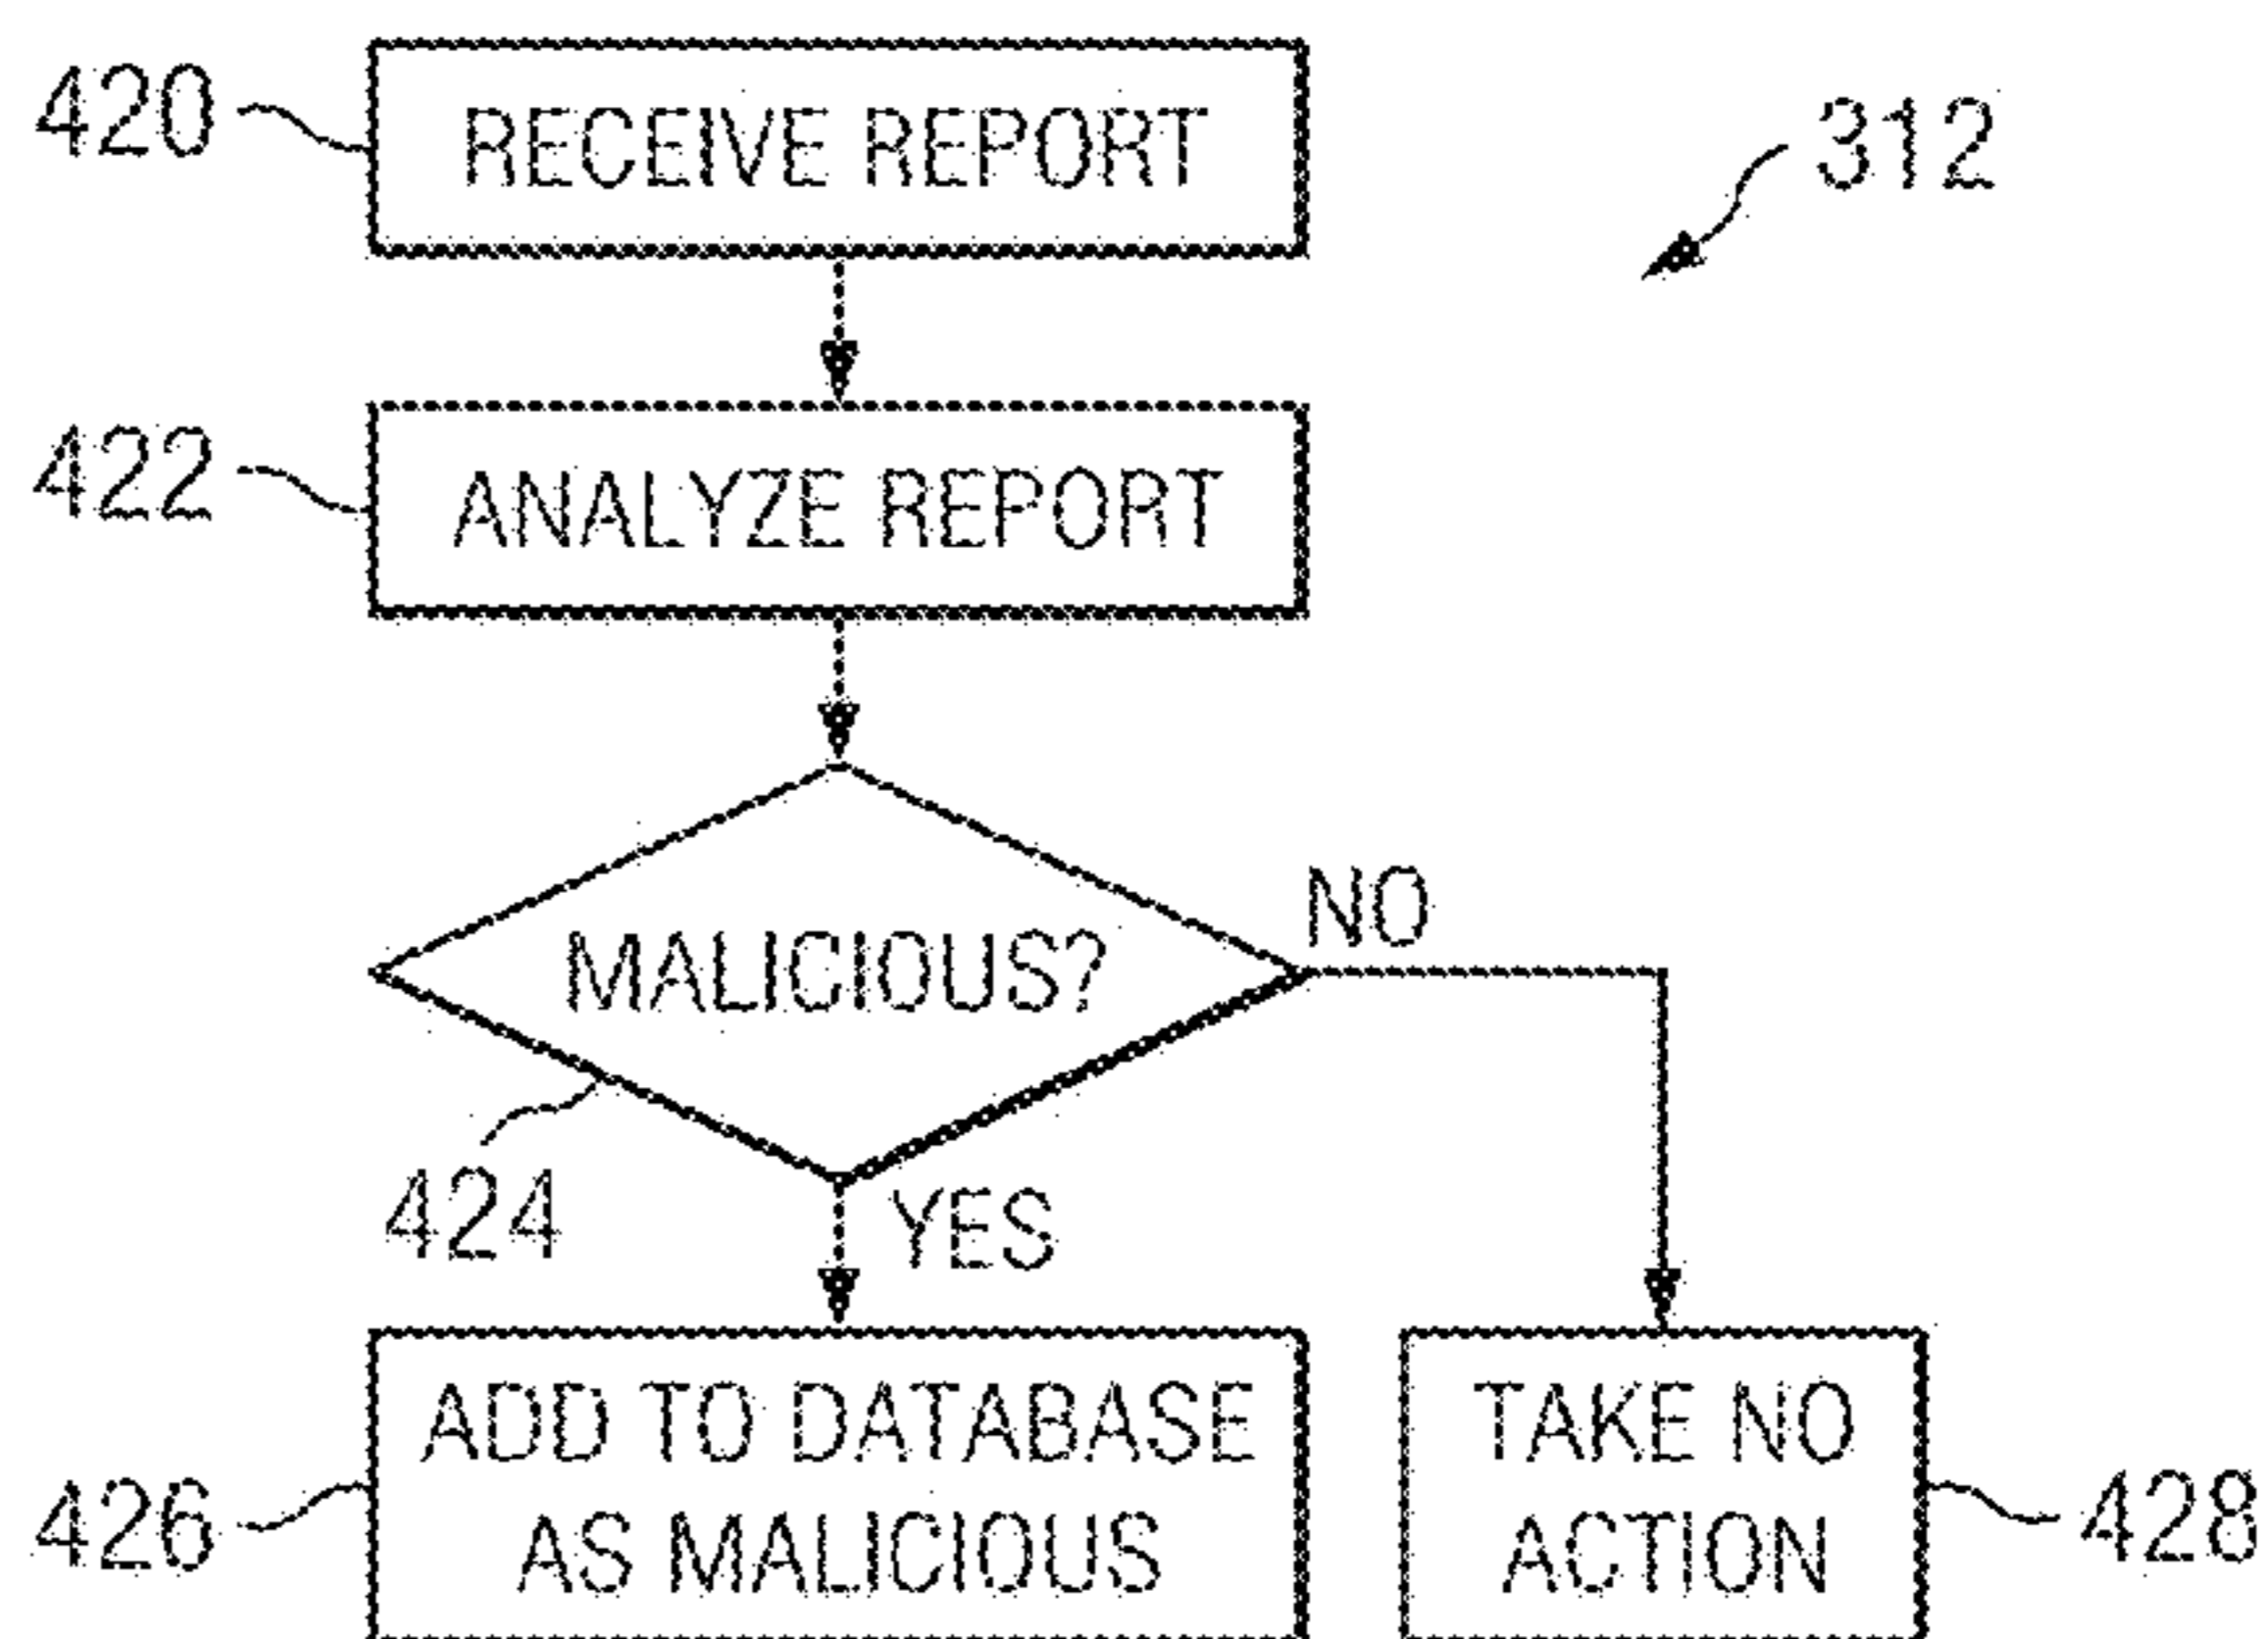 420
RECEIVE REPORT
312
422
ANALYZE REPORT
MALICIOUS?
NO
424
YES
426
ADD TO DATABASE
AS MALICIOUS
TAKE NO
ACTION
428